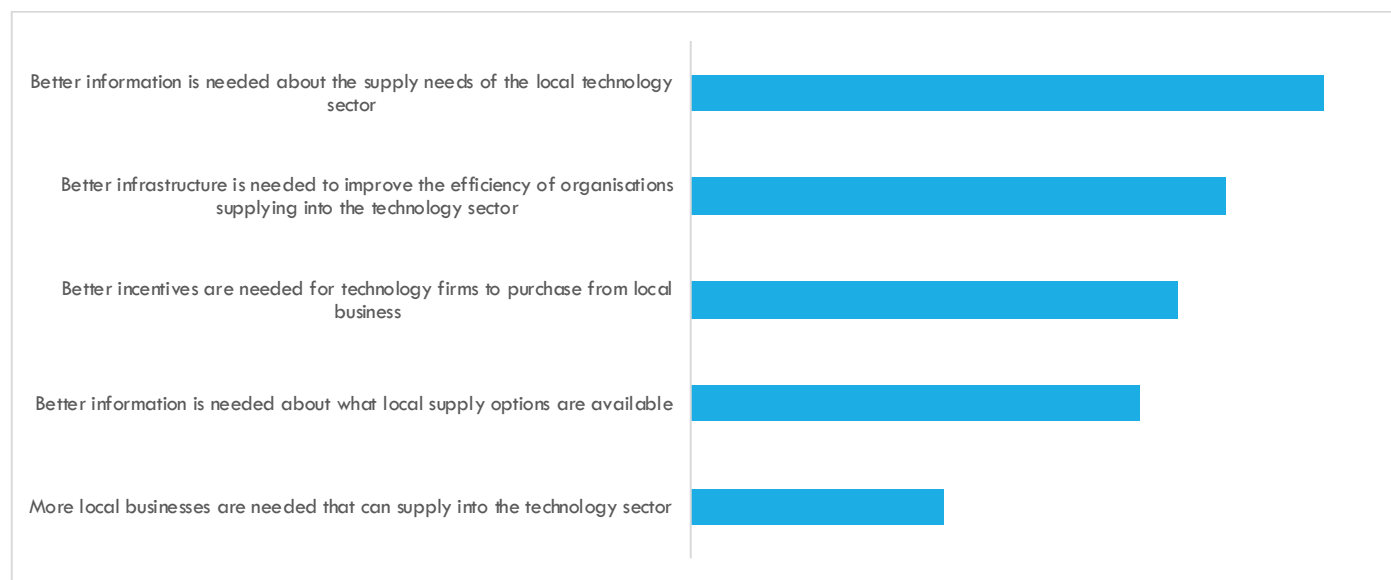 Better information is needed about the supply needs of the local technology
sector
Better infrastructure is needed to improve the efficiency of organisations
supplying into the technology sector
Better incentives are needed for technology firms to purchase from local
business
Better information is needed about what local supply options are available
More local businesses are needed that can supply into the technology sector